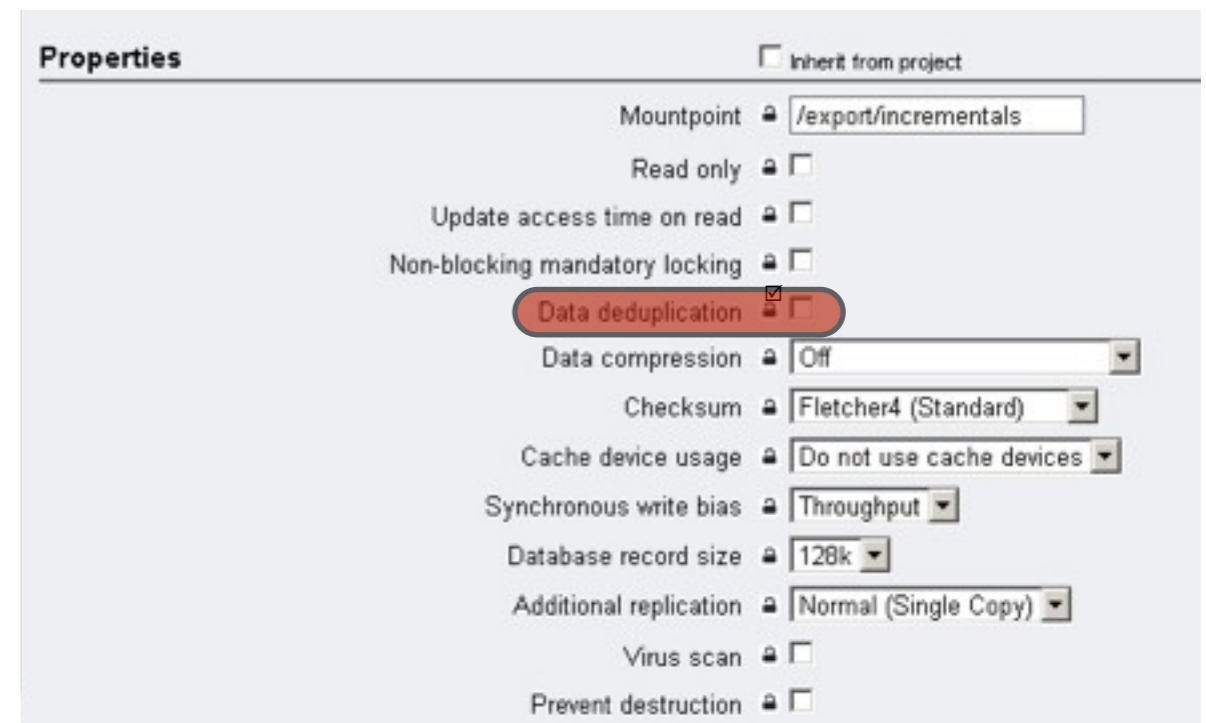 Properties
Inherit from project
Mountpoint /export/incrementals
Read only
Update access time on read
Non-blocking mandatory locking
Data deduplication
Data compression Off
Checksum Fletcher4 (Standard)
Cache device usage Do not use cache devices
Synchronous write bias Throughput
Database record size 128k
Additional replication Normal (Single Copy)
Virus scan
Prevent destruction